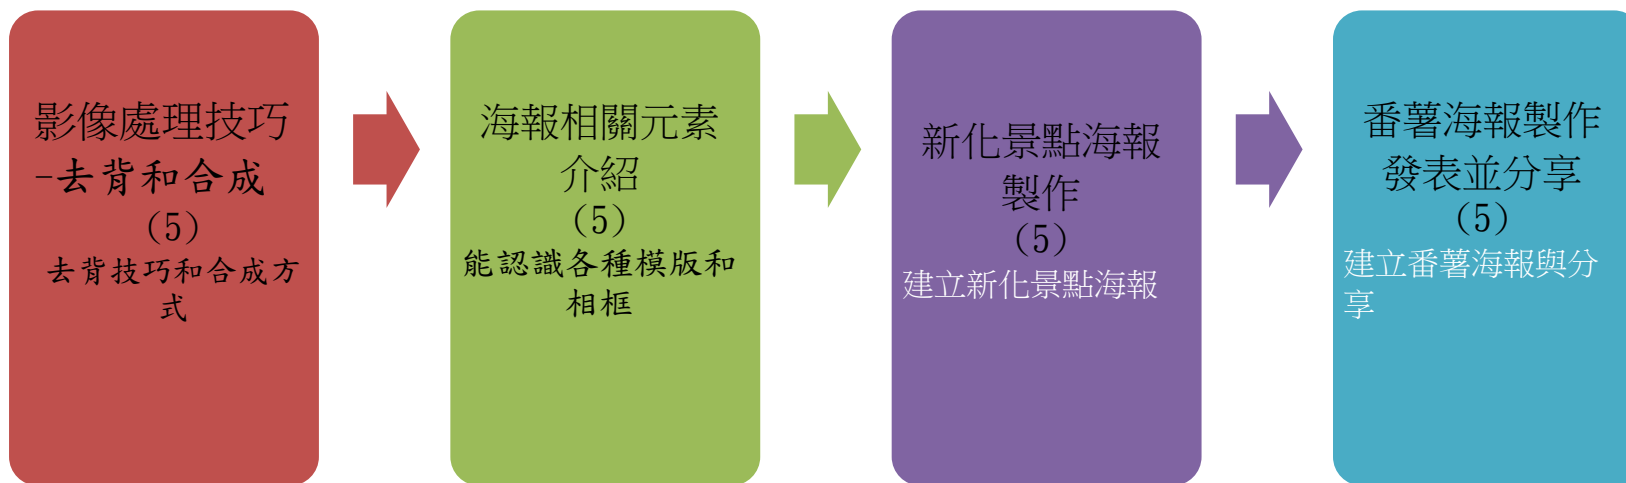 影像處理技巧
-去背和合成
(5)
去背技巧和合成方
式
海報相關元素
介紹
(5)
能認識各種模版和
相框
新化景點海報
製作
(5)
建立新化景點海報
番薯海報製作
發表並分享
(5)
建立番薯海報與分
享